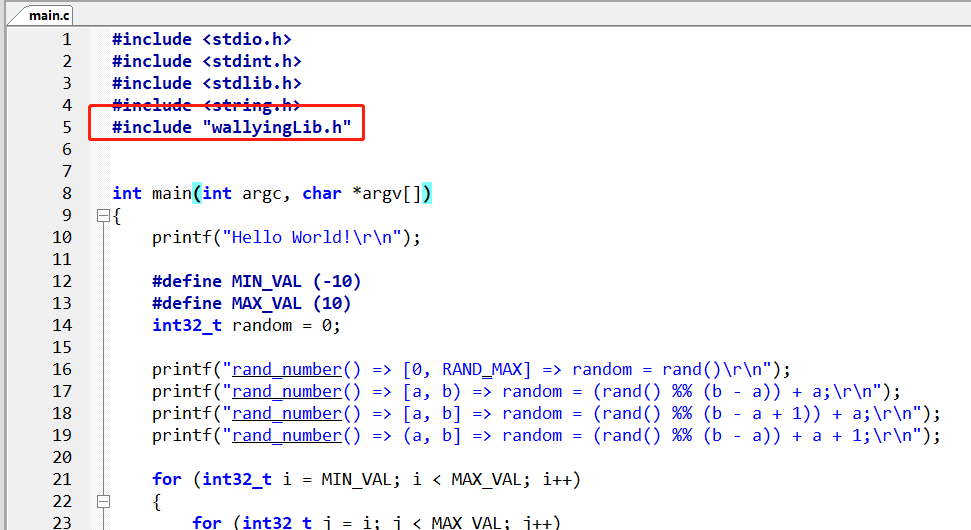 main.c
1 #include <stdio.h>
2 #include <stdint.h>
3 #include <stdlib.h>
4 #include <string.h>
5 #include "wallyingLib.h"
6
7
8 int main(int argc, char *argv[])
9 {
10 printf("Hello World!\r\n");
11
12 #define MIN_VAL (-10)
13 #define MAX_VAL (10)
14 int32_t random = 0;
15
16 printf("rand_number() => [0, RAND_MAX] => random = rand()\r\n");
17 printf("rand_number() => [a, b) => random = (rand() %% (b - a)) + a;\r\n");
18 printf("rand_number() => [a, b] => random = (rand() %% (b - a + 1)) + a;\r\n");
19 printf("rand_number() => (a, b] => random = (rand() %% (b - a)) + a + 1;\r\n");
20
21 for (int32_t i = MIN_VAL; i < MAX_VAL; i++)
22 {
23 for (int32_t j = i; j < MAX_VAL; j++)